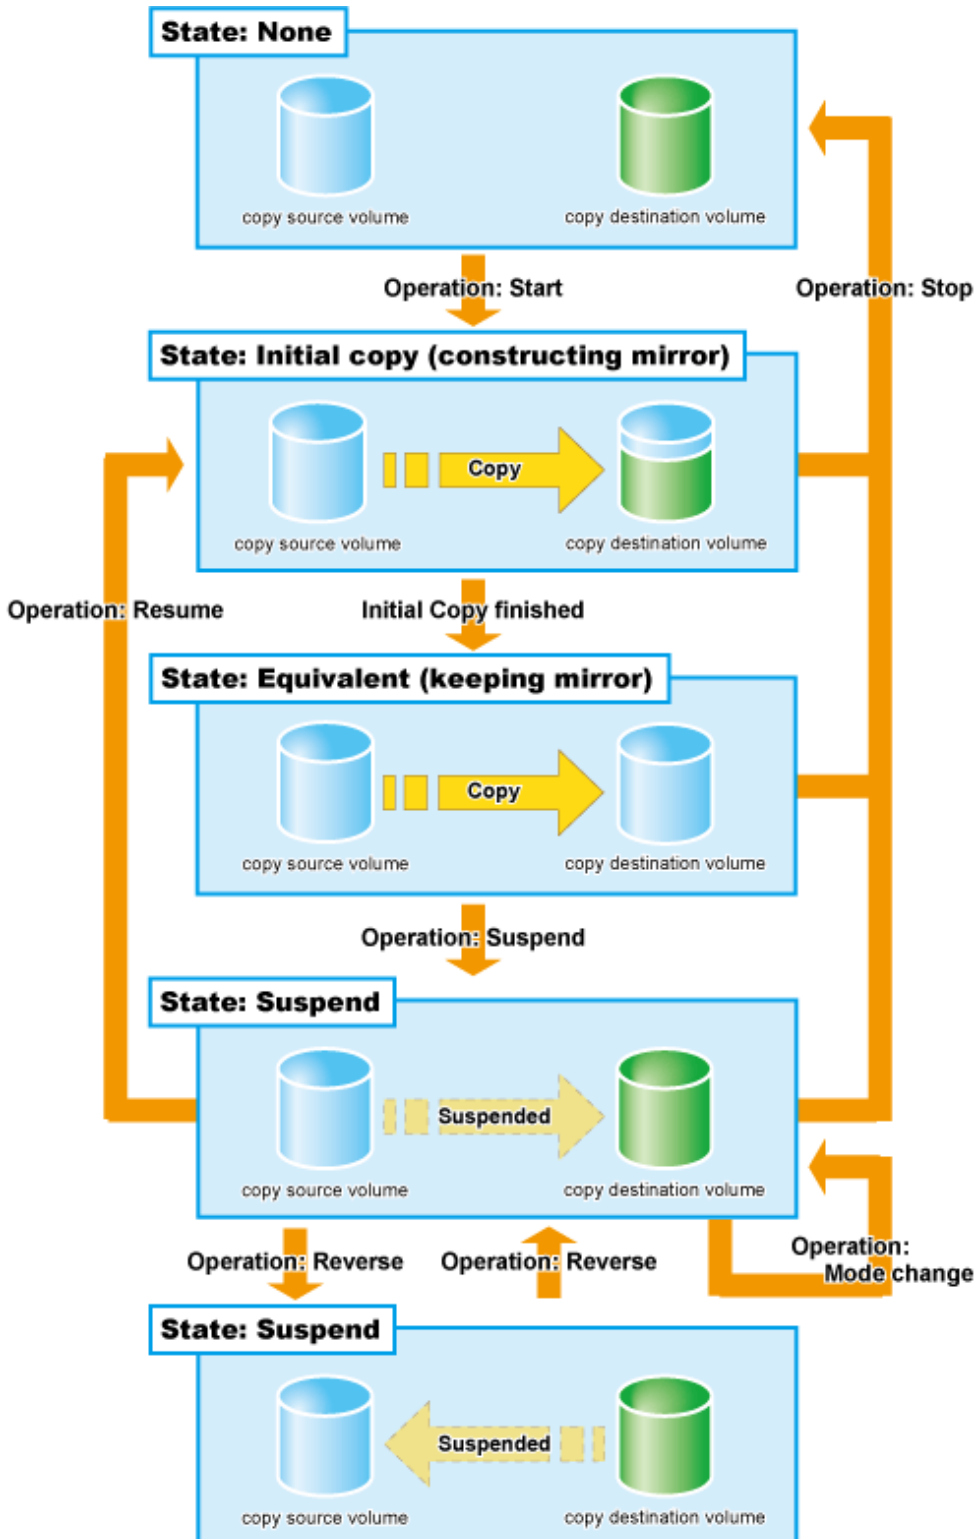 State: None
copy source volume
copy destination volume
Operation: Start
Operation: Stop
State: Initial copy (constructing mirror)
Copy
copy source volume
copy destination volume
Operation: Resume
Initial Copy finished
State: Equivalent (keeping mirror)
Copy
copy source volume
copy destination volume
Operation: Suspend
State: Suspend
Suspended
copy source volume
copy destination volume
Operation: Reverse
Operation: Reverse
Operation:
Mode change
State: Suspend
Suspended
copy source volume
copy destination volume